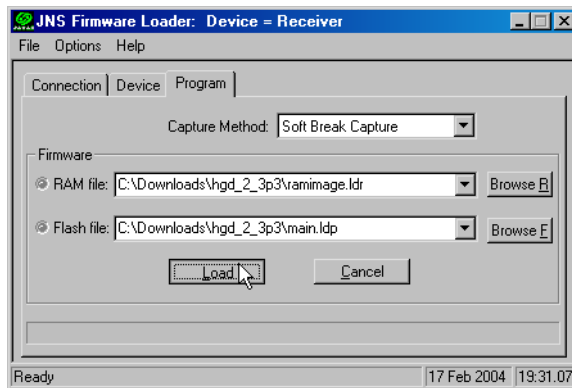 JNS Firmware Loader: Device = Receiver
File Options Help
Connection Device Program
Capture Method: Soft Break Capture
Firmware
RAM file: C:\Downloads\hgd_2_3p3\ramimage.ldr Browse R
Flash file: C:\Downloads\hgd_2_3p3\main.ldp Browse F
Load Cancel
Ready 17 Feb 2004 19:31.07